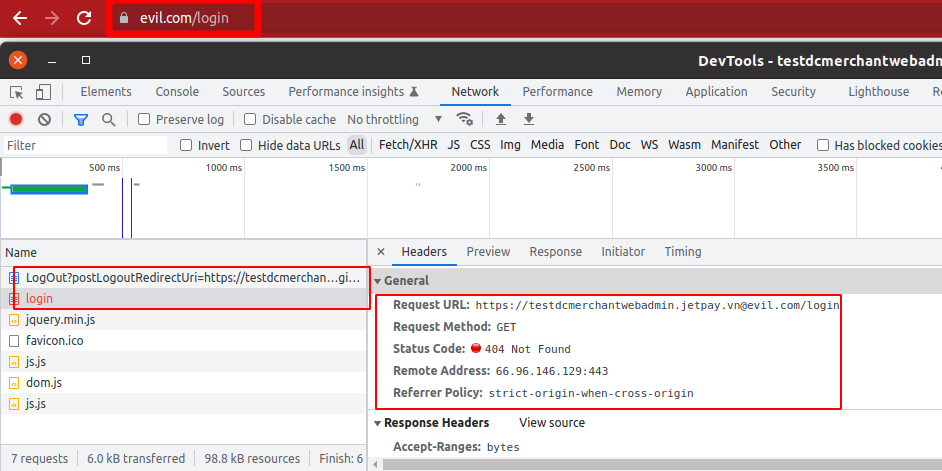 evil.com/login
DevTools - testdcmerchantwebadmin
Elements Console Sources Performance insights Network Performance Memory Application Security Lighthouse Re
Preserve log Disable cache No throttling
Filter Invert Hide data URLs All Fetch/XHR JS CSS Img Media Font Doc WS Wasm Manifest Other Has blocked cookies
500 ms 1000 ms 1500 ms 2000 ms 2500 ms 3000 ms 3500 ms
Name × Headers Preview Response Initiator Timing
LogOut?postLogoutRedirectUri=https://testdcmerchan…gi…
login
jquery.min.js
favicon.ico
js.js
dom.js
js.js
General
Request URL: https://testdcmerchantwebadmin.jetpay.vn@evil.com/login
Request Method: GET
Status Code: 404 Not Found
Remote Address: 66.96.146.129:443
Referrer Policy: strict-origin-when-cross-origin
Response Headers View source
Accept-Ranges: bytes
7 requests 6.0 kB transferred 98.8 kB resources Finish: 6